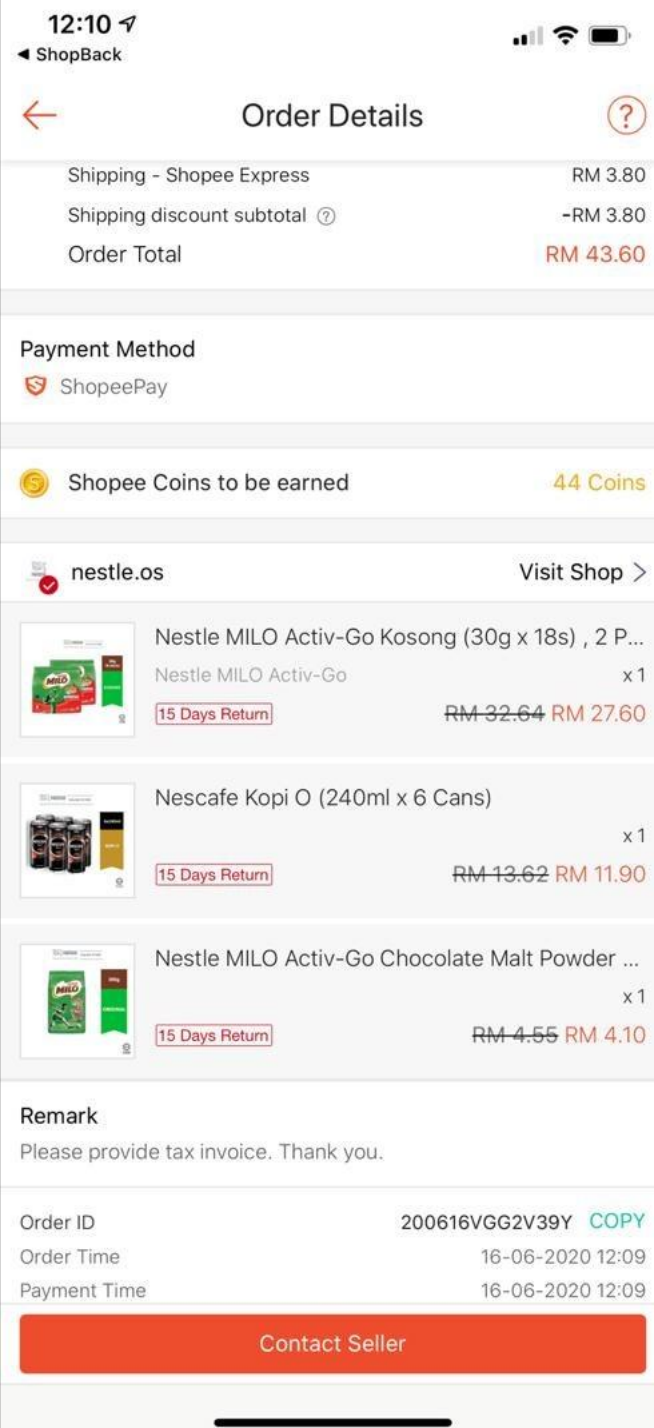 12:10
◀ ShopBack
Order Details
?
Shipping - Shopee Express RM 3.80
Shipping discount subtotal ? -RM 3.80
Order Total RM 43.60
Payment Method
ShopeePay
S Shopee Coins to be earned 44 Coins
nestle.os Visit Shop >
Nestle MILO Activ-Go Kosong (30g x 18s) , 2 P...
Nestle MILO Activ-Go x 1
15 Days Return RM 32.64 RM 27.60
MILO
Nescafe Kopi O (240ml x 6 Cans)
x 1
15 Days Return RM 13.62 RM 11.90
Nestle MILO Activ-Go Chocolate Malt Powder ...
x 1
15 Days Return RM 4.55 RM 4.10
MILO
Remark
Please provide tax invoice. Thank you.
Order ID 200616VGG2V39Y COPY
Order Time 16-06-2020 12:09
Payment Time 16-06-2020 12:09
Contact Seller